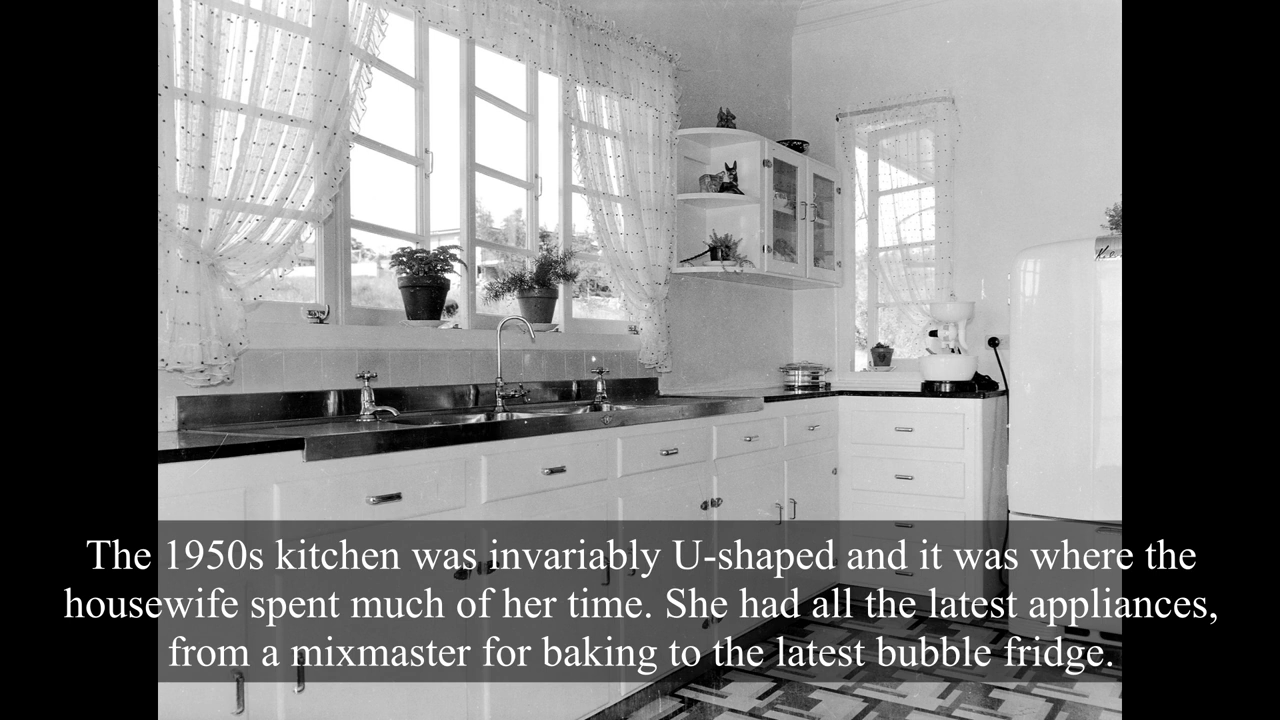 The 1950s kitchen was invariably U-shaped and it was where the
housewife spent much of her time. She had all the latest appliances,
from a mixmaster for baking to the latest bubble fridge.